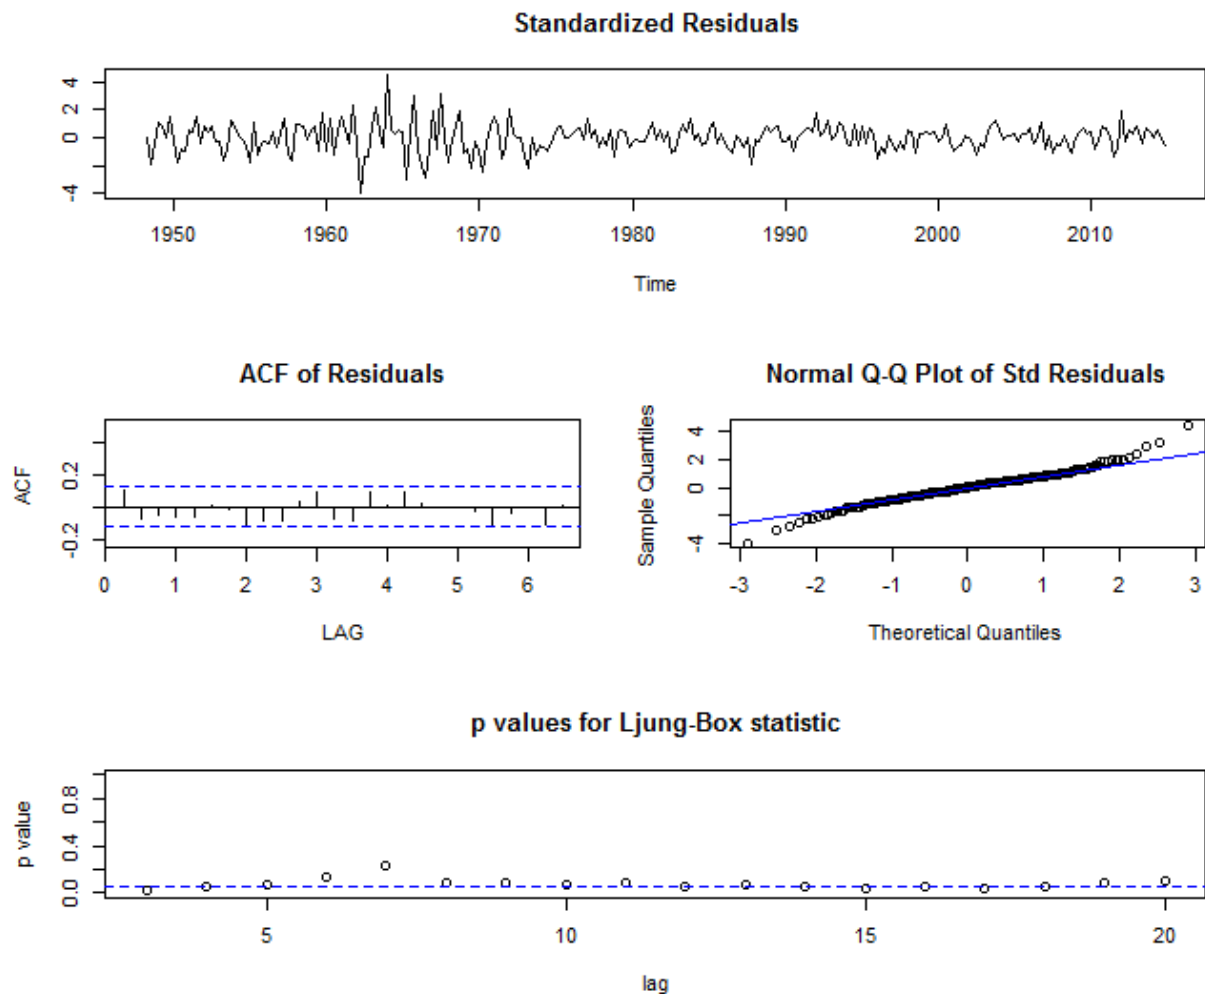 Standardized Residuals
4
2
0
-4
1950 1960 1970 1980 1990 2000 2010
Time
ACF of Residuals
ACF
0.2
-0.2
0 1 2 3 4 5 6
LAG
Normal Q-Q Plot of Std Residuals
Sample Quantiles
4
2
0
-4
-3 -2 -1 0 1 2 3
Theoretical Quantiles
p values for Ljung-Box statistic
p value
0.8
0.4
0.0
5 10 15 20
lag